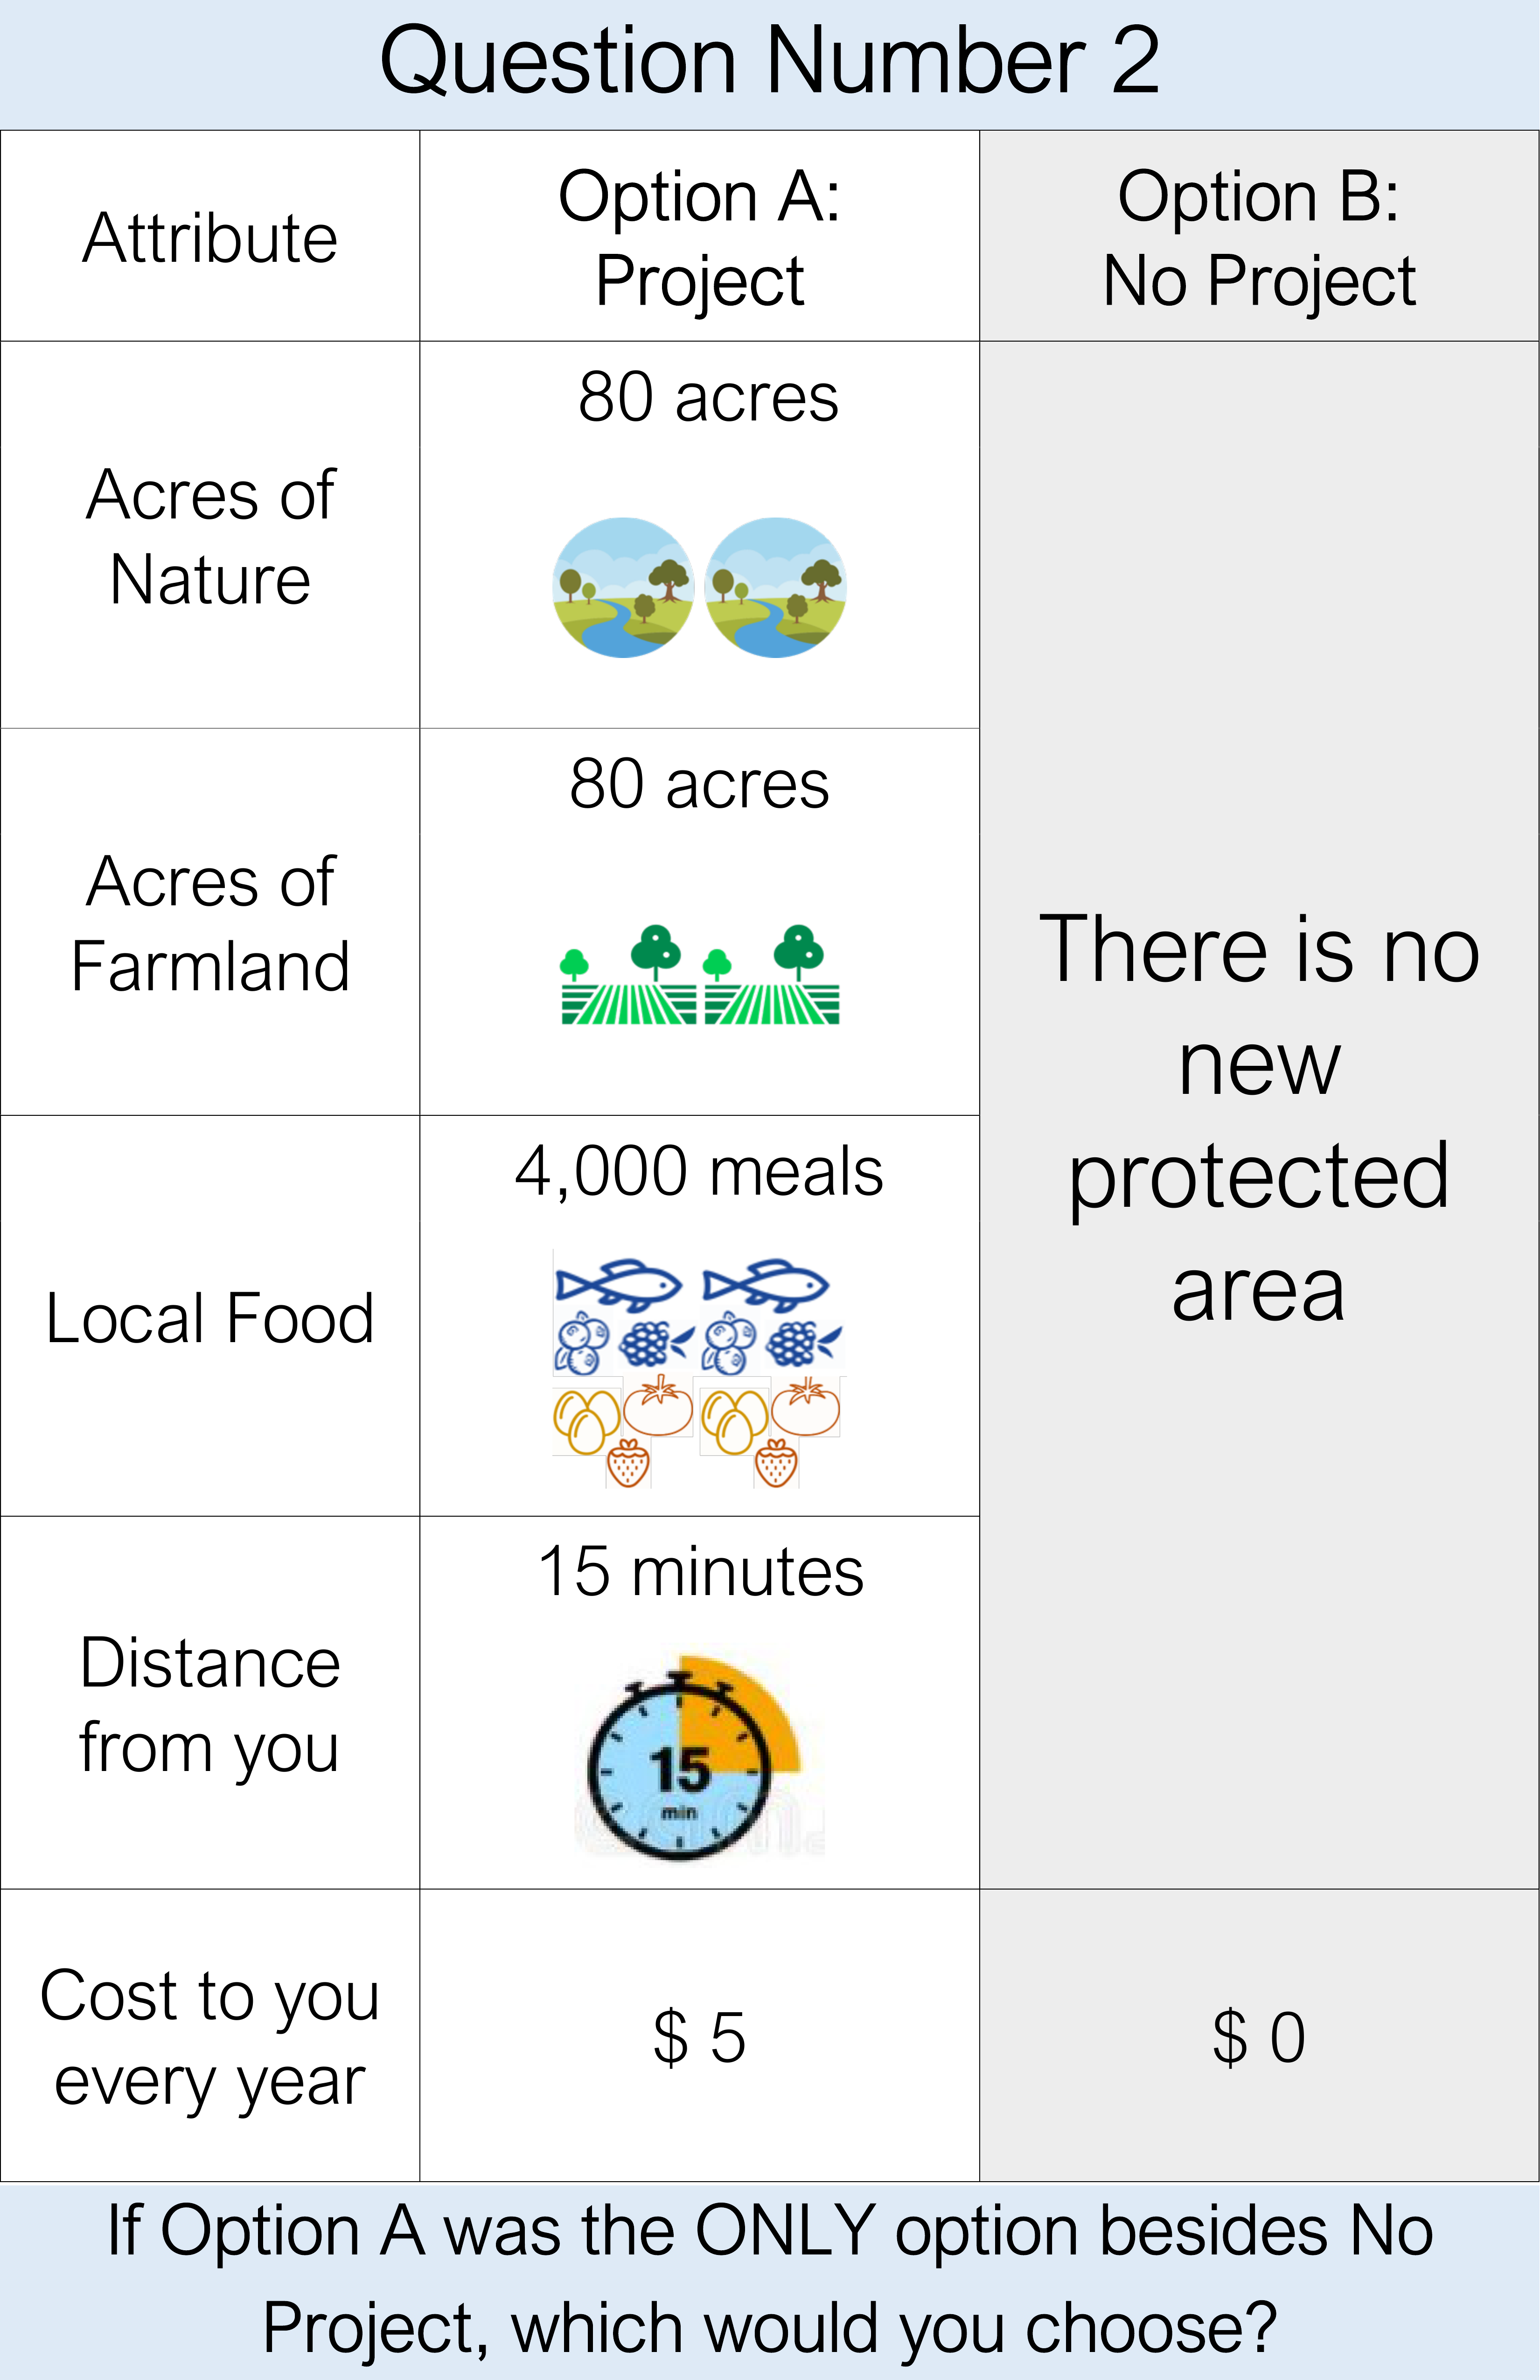 Question Number 2
Attribute
Option A:
Project
Option B:
No Project
Acres of
Nature
80 acres
Acres of
Farmland
80 acres
Local Food
4,000 meals
Distance
from you
15 minutes
15
min
There is no
new
protected
area
Cost to you
every year
$ 5
$ 0
If Option A was the ONLY option besides No
Project, which would you choose?